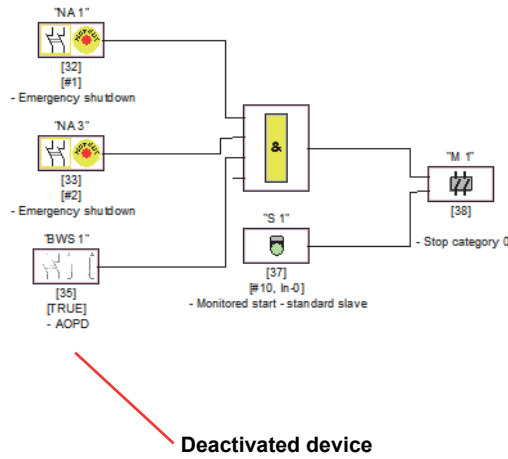 "NA 1"
[32]
[#1]
- Emergency shutdown
"NA 3"
[33]
[#2]
- Emergency shutdown
"BWS 1"
[35]
[TRUE]
- AOPD
&
"S 1"
[37]
[#10, In-0]
- Monitored start - standard slave
"M 1"
[38]
- Stop category 0
Deactivated device